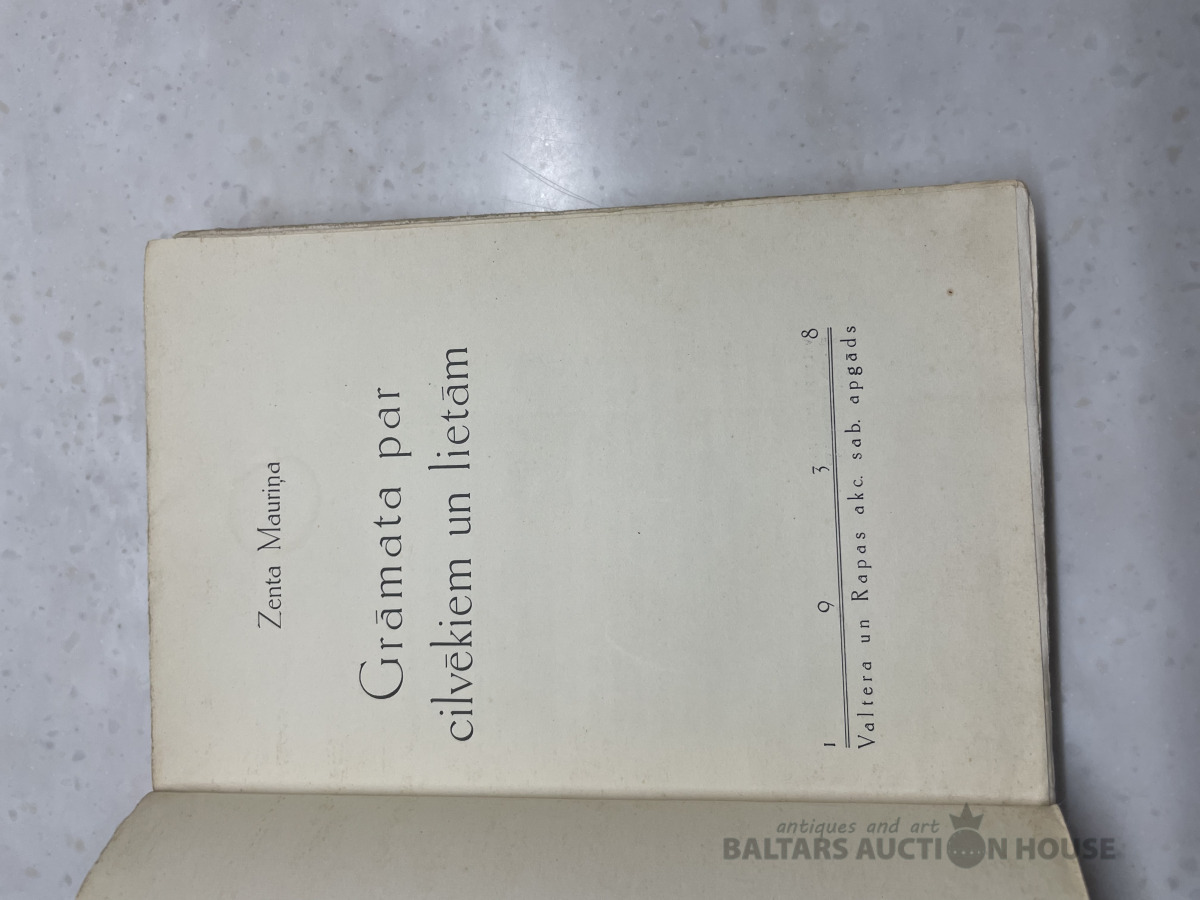 Zenta Mauriņa
Grāmata par
cilvēkiem un lietām
1 9 3 8
Valtera un Rapas akc. sab. apgāds
antiques and art
BALTARS AUCTION HOUSE